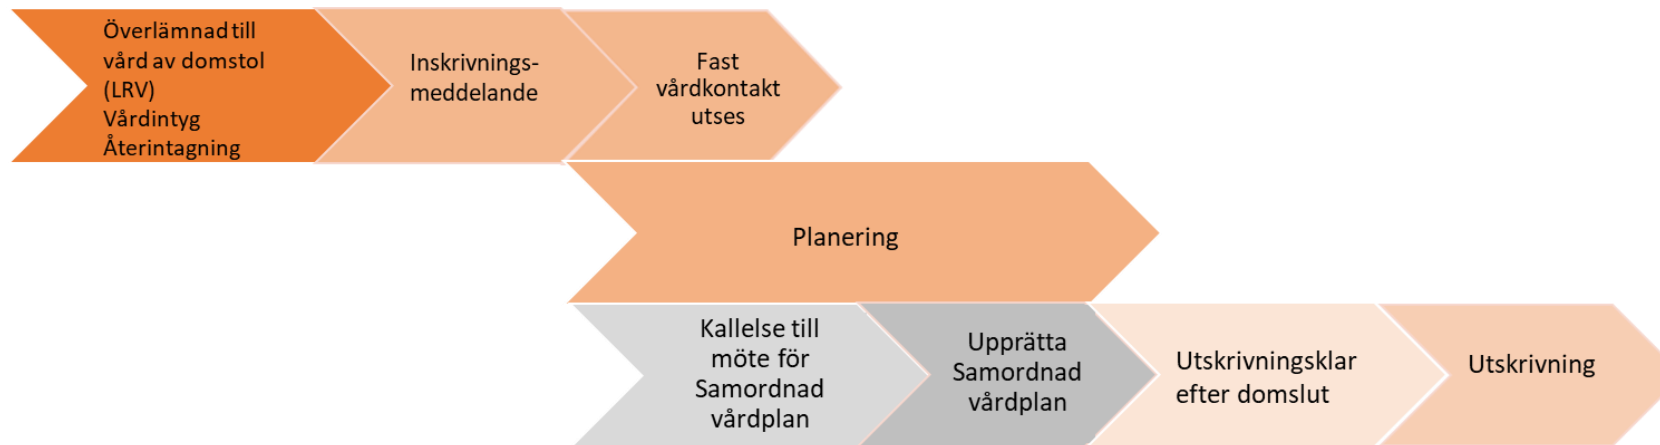 Överlämnad till
vård av domstol
(LRV)
Vårdintyg
Återintagning
Inskrivnings-
meddelande
Fast
vårdkontakt
utses
Planering
Kallelse till
möte för
Samordnad
vårdplan
Upprätta
Samordnad
vårdplan
Utskrivningsklar
efter domslut
Utskrivning